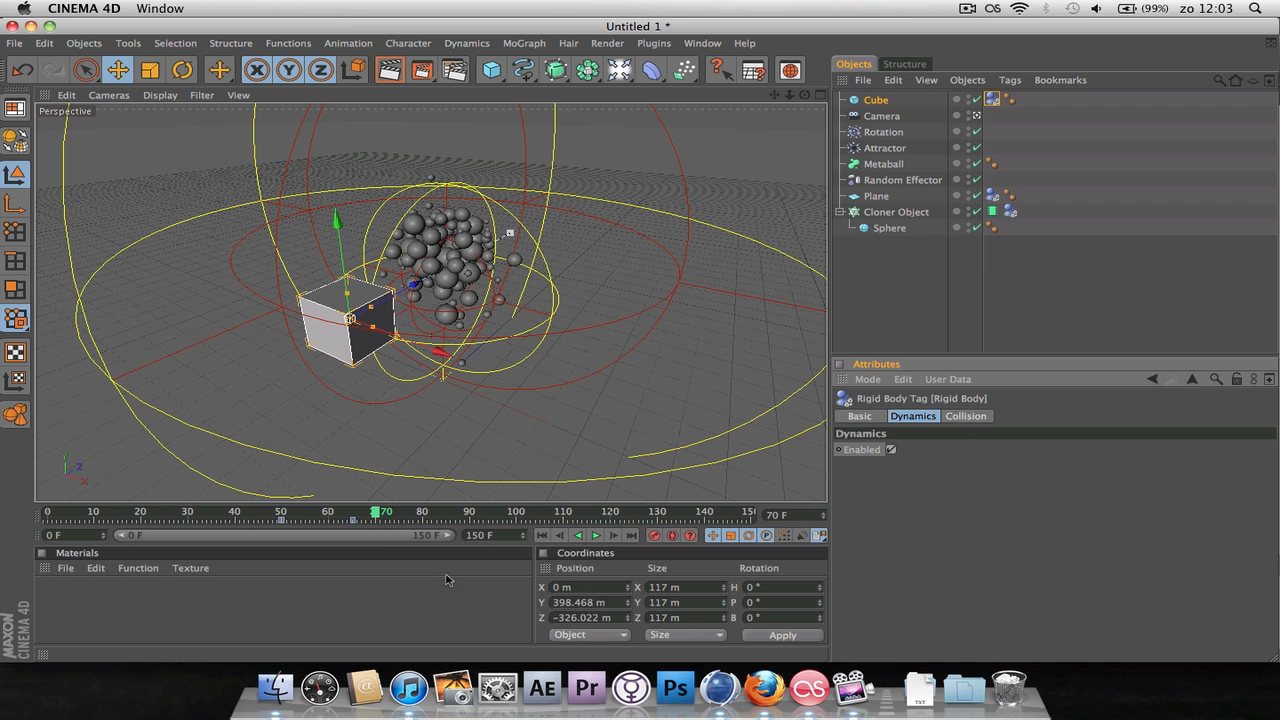 CINEMA 4D Window (99%) zo 12:03
Untitled 1 *
File Edit Objects Tools Selection Structure Functions Animation Character Dynamics MoGraph Hair Render Plugins Window Help
X Y Z
Objects Structure
File Edit View Objects Tags Bookmarks
Edit Cameras Display Filter View
Perspective
Cube
Camera
Rotation
Attractor
Metaball
Random Effector
Plane
Cloner Object
Sphere
Attributes
Mode Edit User Data
Rigid Body Tag [Rigid Body]
Basic Dynamics Collision
Dynamics
Enabled
Y
Z
X
0 10 20 30 40 50 60 70 80 90 100 110 120 130 140 15
70 F
0 F 0 F 150 F 150 F
Materials
File Edit Function Texture
Coordinates
Position Size Rotation
X 0 m X 117 m H 0 °
Y 398.468 m Y 117 m P 0 °
Z -326.022 m Z 117 m B 0 °
Object Size Apply
MAXON
CINEMA 4D
AE Pr Ps TXT